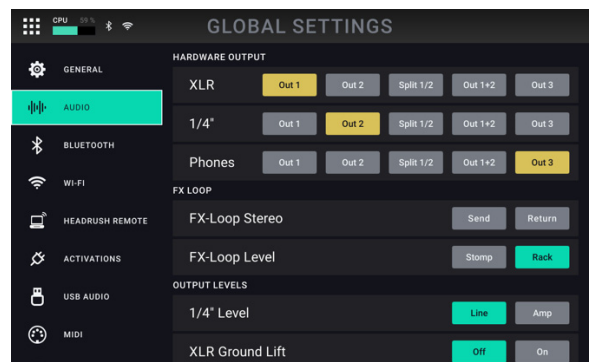 CPU 59 %
GLOBAL SETTINGS
GENERAL
AUDIO
BLUETOOTH
WI-FI
HEADRUSH REMOTE
ACTIVATIONS
USB AUDIO
MIDI
HARDWARE OUTPUT
XLR Out 1 Out 2 Split 1/2 Out 1+2 Out 3
1/4" Out 1 Out 2 Split 1/2 Out 1+2 Out 3
Phones Out 1 Out 2 Split 1/2 Out 1+2 Out 3
FX LOOP
FX-Loop Stereo Send Return
FX-Loop Level Stomp Rack
OUTPUT LEVELS
1/4" Level Line Amp
XLR Ground Lift Off On